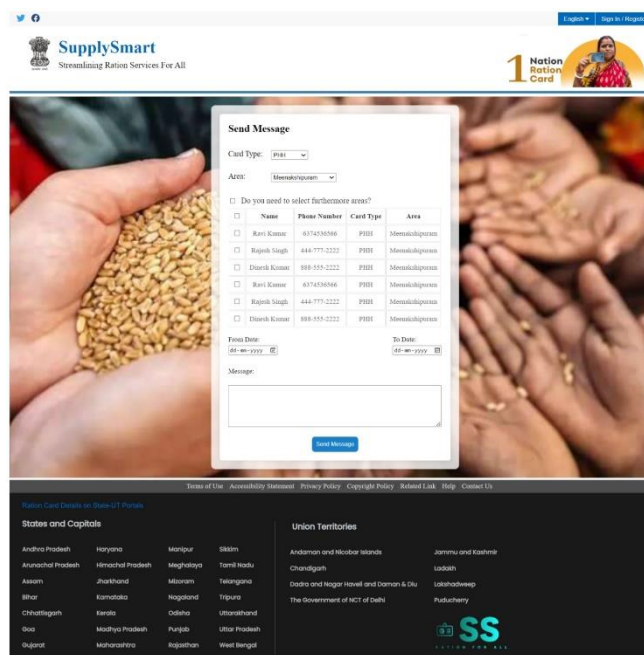 English ▾ Sign In / Registe
SupplySmart
Streamlining Ration Services For All
1 Nation
Ration
Card
Send Message
Card Type: PHH
Area: Meenakshipuram
Do you need to select furthermore areas?
Name Phone Number Card Type Area
Ravi Kumar 6374536566 PHH Meenakshipuram
Rajesh Singh 444-777-2222 PHH Meenakshipuram
Dinesh Kumar 888-555-2222 PHH Meenakshipuram
Ravi Kumar 6374536566 PHH Meenakshipuram
Rajesh Singh 444-777-2222 PHH Meenakshipuram
Dinesh Kumar 888-555-2222 PHH Meenakshipuram
From Date: To Date:
dd-mm-yyyy dd-mm-yyyy
Message:
Send Message
Terms of Use Accessibility Statement Privacy Policy Copyright Policy Related Link Help Contact Us
Ration Card Details on State-UT Portals
States and Capitals Union Territories
Andhra Pradesh Haryana Manipur Sikkim Andaman and Nicobar Islands Jammu and Kashmir
Arunachal Pradesh Himachal Pradesh Meghalaya Tamil Nadu Chandigarh Ladakh
Assam Jharkhand Mizoram Telangana Dadra and Nagar Haveli and Daman & Diu Lakshadweep
Bihar Karnataka Nagaland Tripura The Government of NCT of Delhi Puducherry
Chhattisgarh Kerala Odisha Uttarakhand
Goa Madhya Pradesh Punjab Uttar Pradesh
Gujarat Maharashtra Rajasthan West Bengal
SS
RATION FOR ALL